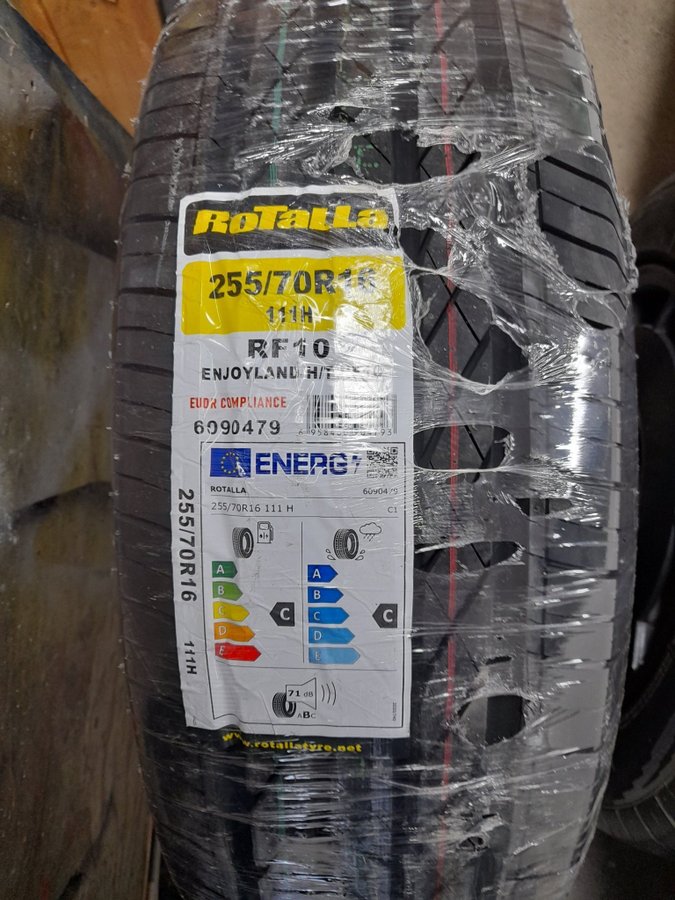 RoTaLLa
255/70R16
111H
RF10
ENJOYLAND H/T
EUDR COMPLIANCE
6090479
ENERG
ROTALLA
6090479
255/70R16 111 H
C1
A
B
C
D
E
C
A
B
C
D
E
C
71 dB
ABC
255/70R16
111H
www.rotallatyre.net